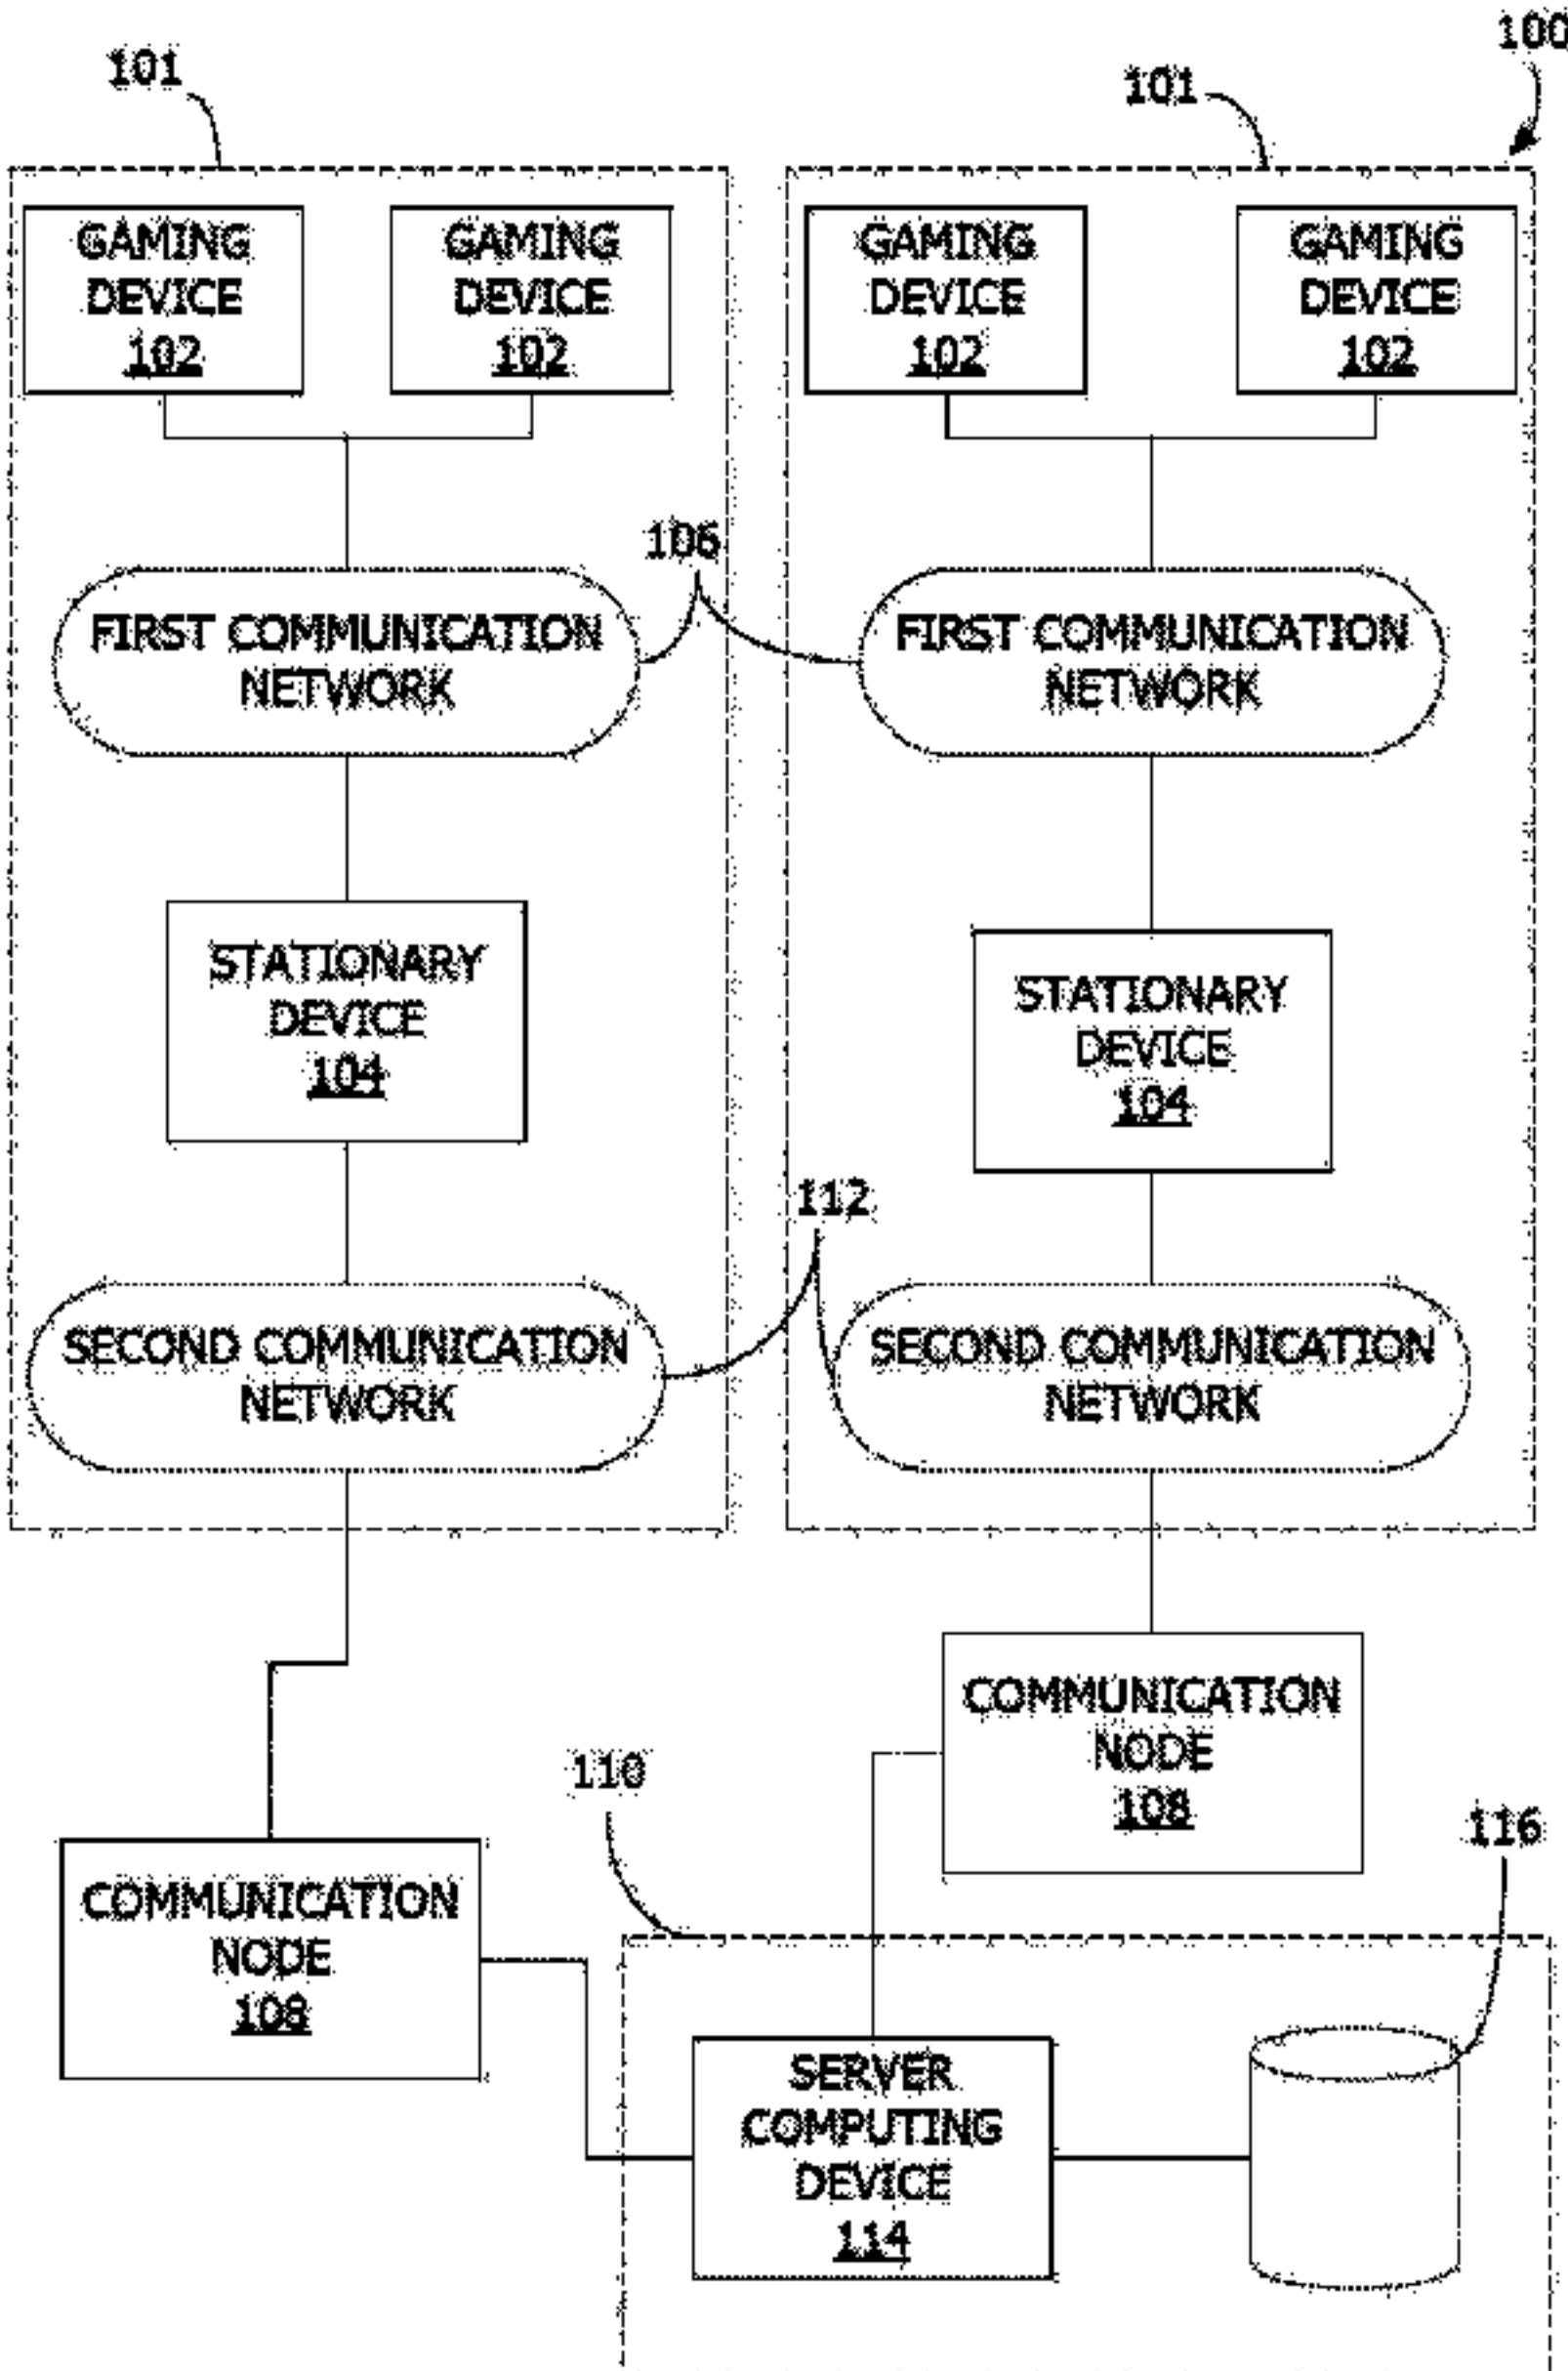 100
101
101
GAMING
DEVICE
102
GAMING
DEVICE
102
GAMING
DEVICE
102
GAMING
DEVICE
102
106
FIRST COMMUNICATION
NETWORK
FIRST COMMUNICATION
NETWORK
STATIONARY
DEVICE
104
STATIONARY
DEVICE
104
112
SECOND COMMUNICATION
NETWORK
SECOND COMMUNICATION
NETWORK
COMMUNICATION
NODE
108
110
116
COMMUNICATION
NODE
108
SERVER
COMPUTING
DEVICE
114